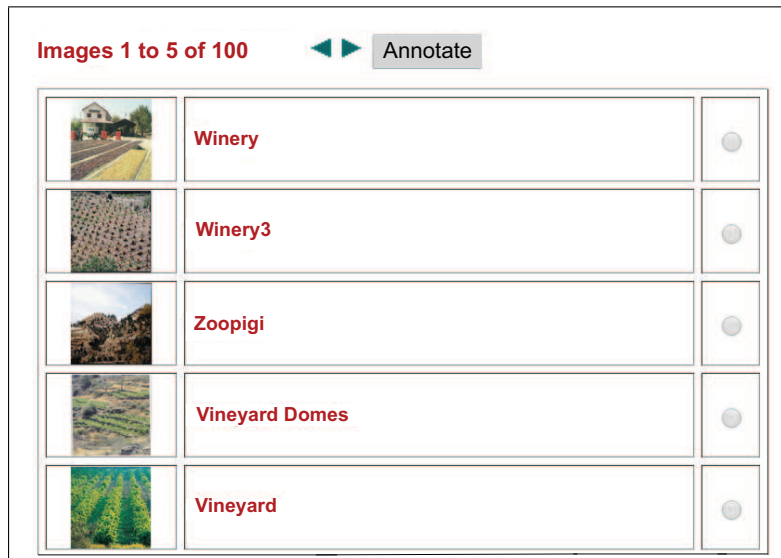 Images 1 to 5 of 100
Annotate
Winery
Winery3
Zoopigi
Vineyard Domes
Vineyard